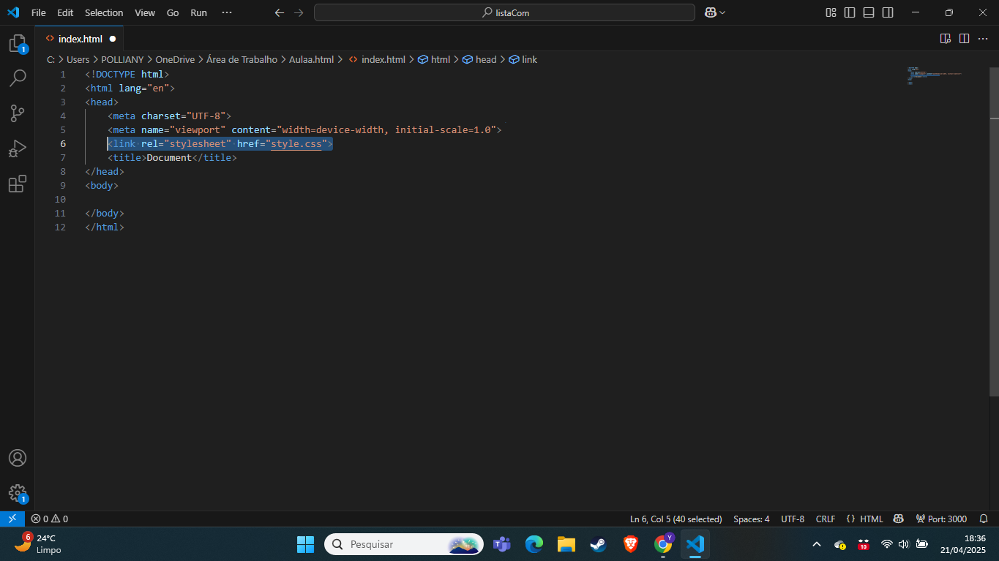 File Edit Selection View Go Run ··· listaCom
index.html
C: > Users > POLLIANY > OneDrive > Área de Trabalho > Aulaa.html > index.html > html > head > link
1 <!DOCTYPE html>
2 <html lang="en">
3 <head>
4 <meta charset="UTF-8">
5 <meta name="viewport" content="width=device-width, initial-scale=1.0">
6 <link rel="stylesheet" href="style.css">
7 <title>Document</title>
8 </head>
9 <body>
10
11 </body>
12 </html>
1
1
0 0 Ln 6, Col 5 (40 selected) Spaces: 4 UTF-8 CRLF {} HTML Port: 3000
6 24°C
Limpo
Pesquisar
Y
10
18:36
21/04/2025